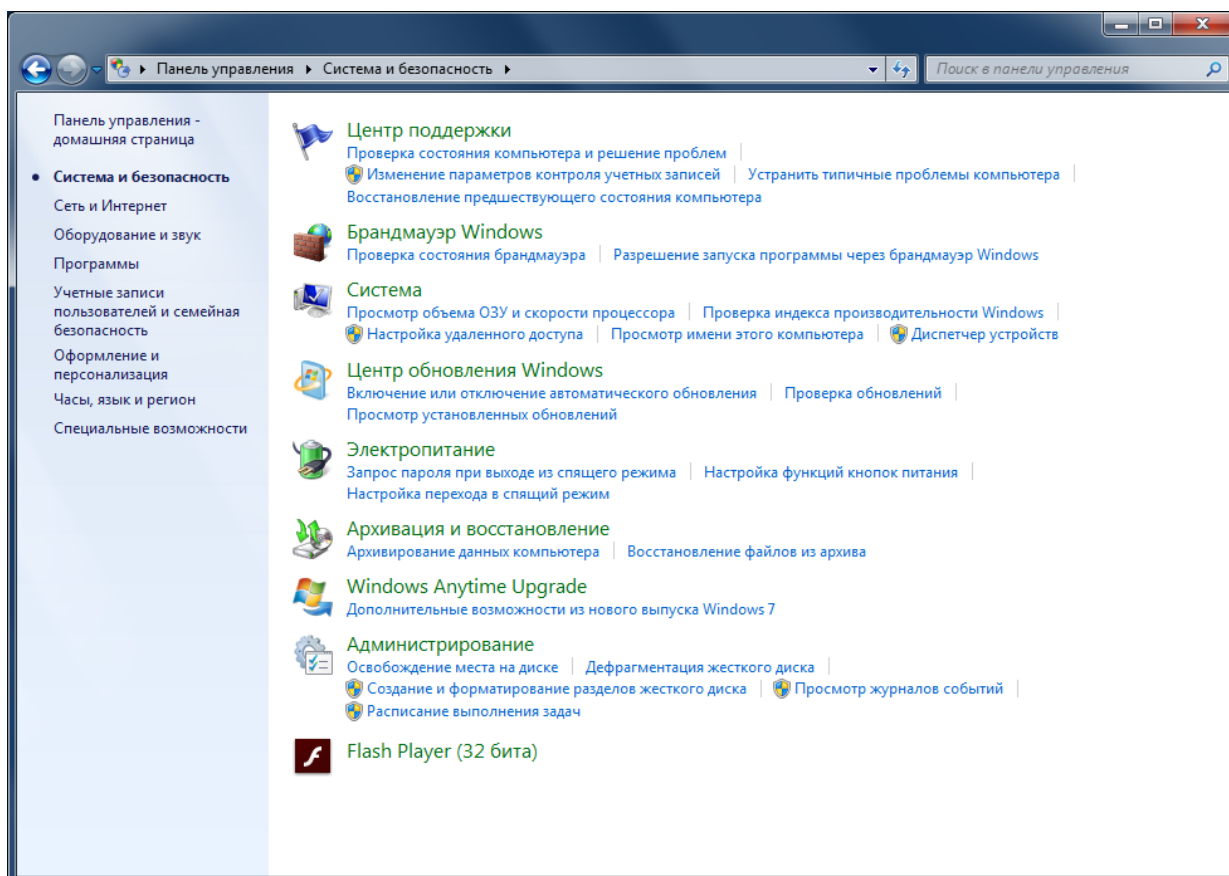 Панель управления ▸ Система и безопасность ▸
Поиск в панели управления
Панель управления -
домашняя страница
Система и безопасность
Сеть и Интернет
Оборудование и звук
Программы
Учетные записи
пользователей и семейная
безопасность
Оформление и
персонализация
Часы, язык и регион
Специальные возможности
Центр поддержки
Проверка состояния компьютера и решение проблем
Изменение параметров контроля учетных записей | Устранить типичные проблемы компьютера
Восстановление предшествующего состояния компьютера
Брандмауэр Windows
Проверка состояния брандмауэра | Разрешение запуска программы через брандмауэр Windows
Система
Просмотр объема ОЗУ и скорости процессора | Проверка индекса производительности Windows
Настройка удаленного доступа | Просмотр имени этого компьютера | Диспетчер устройств
Центр обновления Windows
Включение или отключение автоматического обновления | Проверка обновлений
Просмотр установленных обновлений
Электропитание
Запрос пароля при выходе из спящего режима | Настройка функций кнопок питания
Настройка перехода в спящий режим
Архивация и восстановление
Архивирование данных компьютера | Восстановление файлов из архива
Windows Anytime Upgrade
Дополнительные возможности из нового выпуска Windows 7
Администрирование
Освобождение места на диске | Дефрагментация жесткого диска
Создание и форматирование разделов жесткого диска | Просмотр журналов событий
Расписание выполнения задач
Flash Player (32 бита)